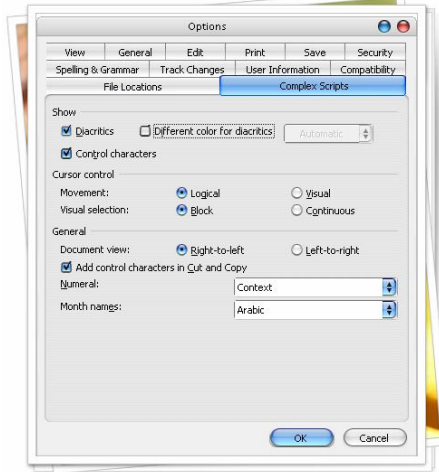 Options
View General Edit Print Save Security
Spelling & Grammar Track Changes User Information Compatibility
File Locations Complex Scripts
Show
Diacritics Different color for diacritics Automatic
Control characters
Cursor control
Movement: Logical Visual
Visual selection: Block Continuous
General
Document view: Right-to-left Left-to-right
Add control characters in Cut and Copy
Numeral: Context
Month names: Arabic
OK Cancel